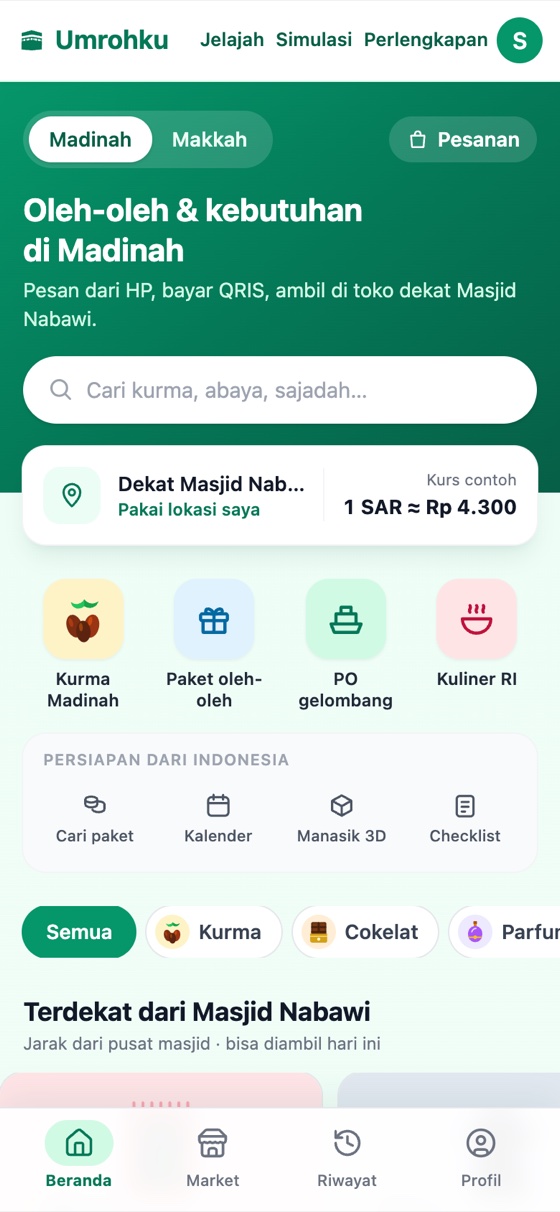 Umrohku
Jelajah Simulasi Perlengkapan S
Madinah Makkah Pesanan
Oleh-oleh & kebutuhan
di Madinah
Pesan dari HP, bayar QRIS, ambil di toko dekat Masjid
Nabawi.
Cari kurma, abaya, sajadah...
Dekat Masjid Nab...
Pakai lokasi saya
Kurs contoh
1 SAR ≈ Rp 4.300
Kurma
Madinah
Paket oleh-
oleh
PO
gelombang
Kuliner RI
PERSIAPAN DARI INDONESIA
Cari paket Kalender Manasik 3D Checklist
Semua Kurma Cokelat Parfu
Terdekat dari Masjid Nabawi
Jarak dari pusat masjid · bisa diambil hari ini
Beranda Market Riwayat Profil